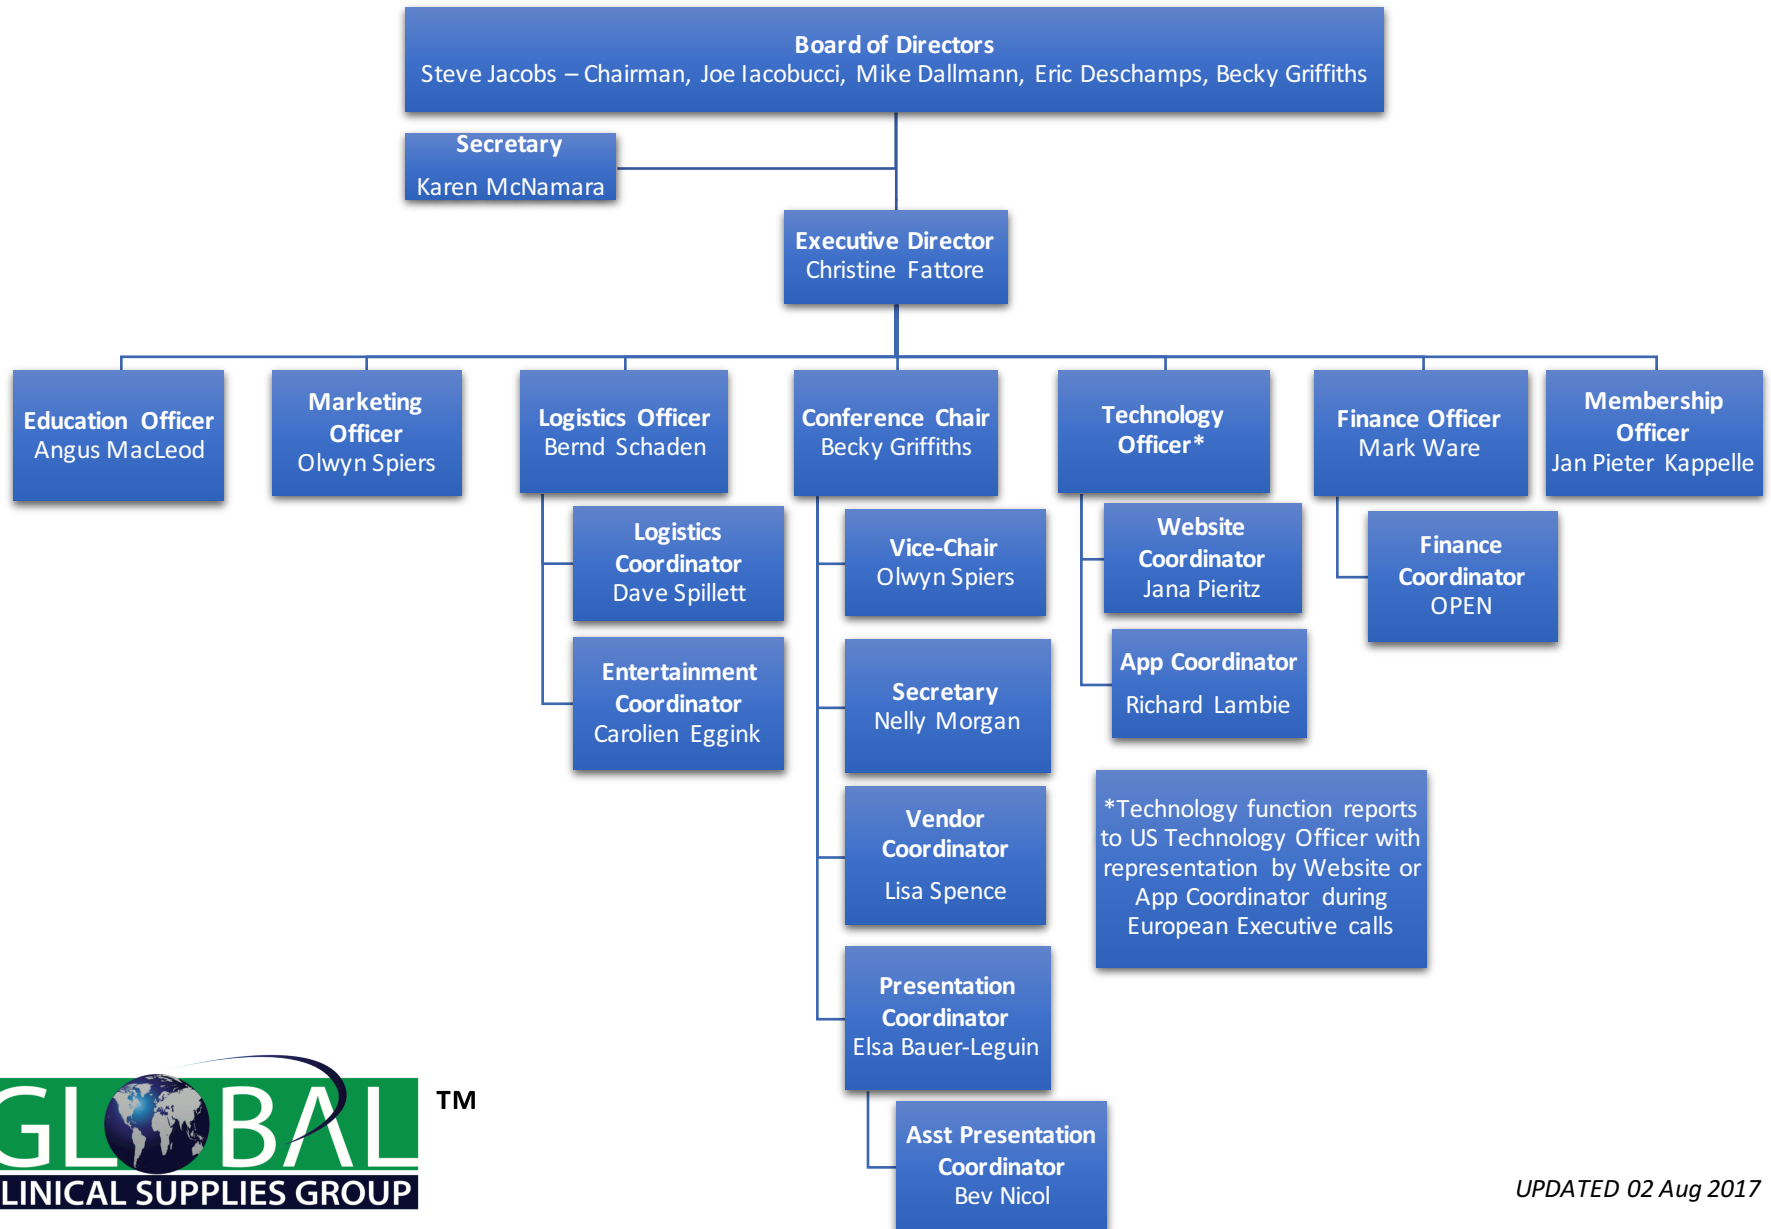 Board of Directors
Steve Jacobs – Chairman, Joe Iacobucci, Mike Dallmann, Eric Deschamps, Becky Griffiths
Secretary
Karen McNamara
Executive Director
Christine Fattore
Education Officer
Angus MacLeod
Marketing
Officer
Olwyn Spiers
Logistics Officer
Bernd Schaden
Conference Chair
Becky Griffiths
Technology
Officer*
Finance Officer
Mark Ware
Membership
Officer
Jan Pieter Kappelle
Logistics
Coordinator
Dave Spillett
Entertainment
Coordinator
Carolien Eggink
Vice-Chair
Olwyn Spiers
Secretary
Nelly Morgan
Vendor
Coordinator
Lisa Spence
Presentation
Coordinator
Elsa Bauer-Leguin
Asst Presentation
Coordinator
Bev Nicol
Website
Coordinator
Jana Pieritz
App Coordinator
Richard Lambie
Finance
Coordinator
OPEN
*Technology function reports
to US Technology Officer with
representation by Website or
App Coordinator during
European Executive calls
GLOBAL TM
LINICAL SUPPLIES GROUP
UPDATED 02 Aug 2017